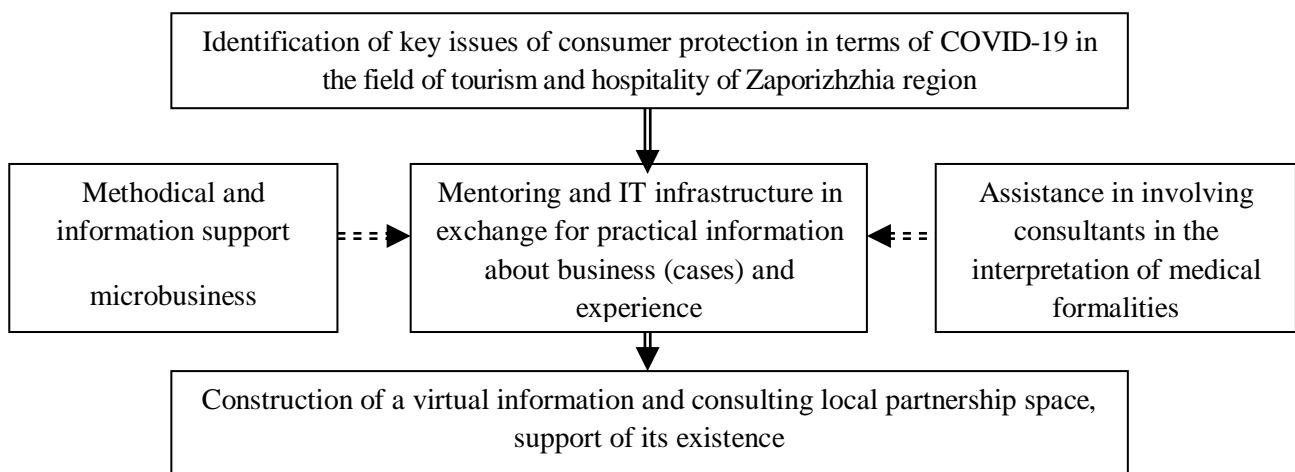 Identification of key issues of consumer protection in terms of COVID-19 in
the field of tourism and hospitality of Zaporizhzhia region
Methodical and
information support
microbusiness
Mentoring and IT infrastructure in
exchange for practical information
about business (cases) and
experience
Assistance in involving
consultants in the
interpretation of medical
formalities
Construction of a virtual information and consulting local partnership space,
support of its existence